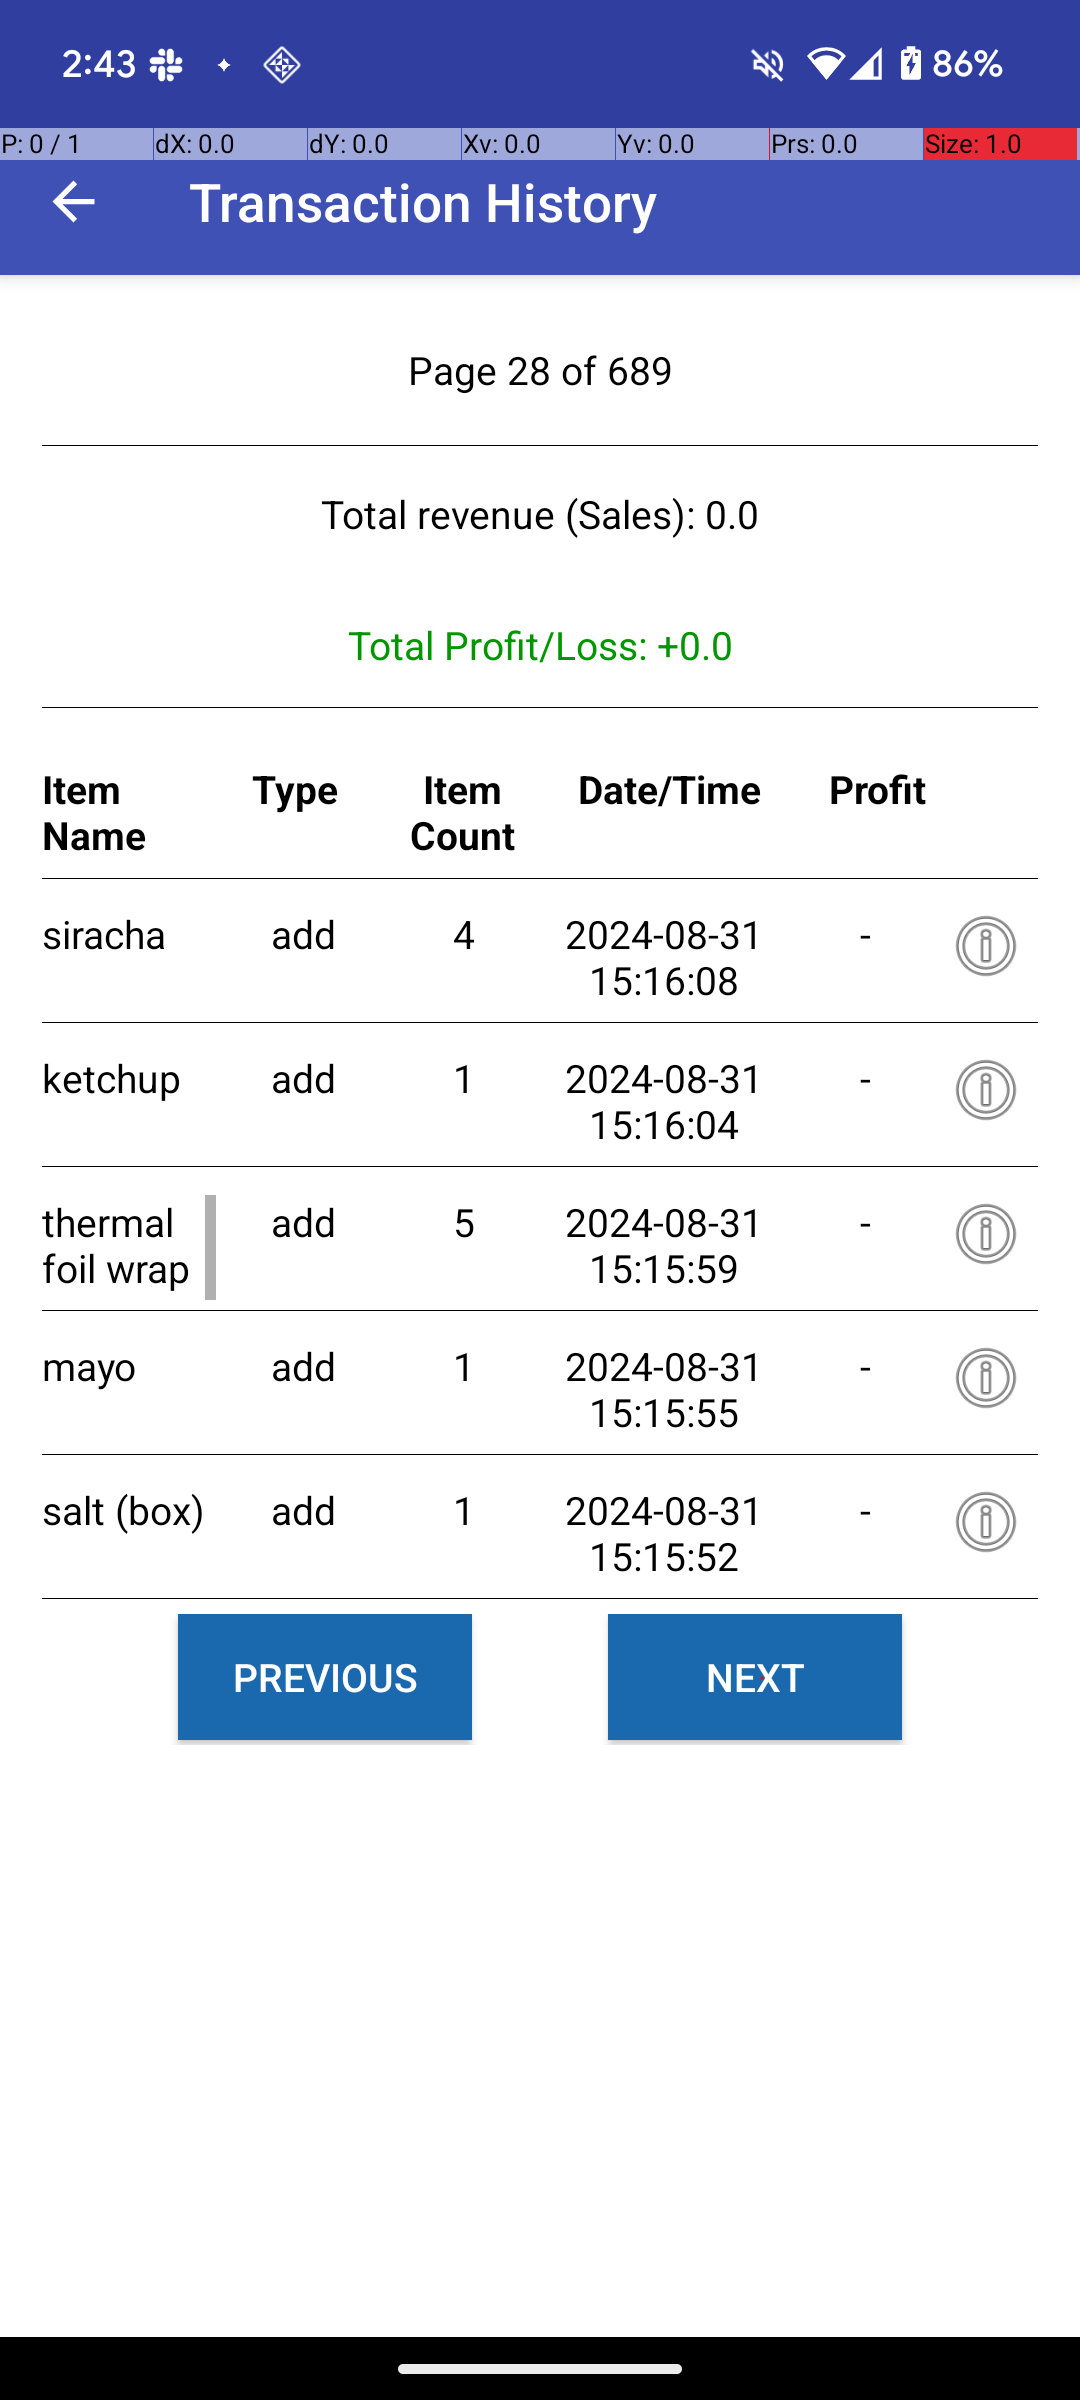 2:43 86%
P: 0 / 1 dX: 0.0 dY: 0.0 Xv: 0.0 Yv: 0.0 Prs: 0.0 Size: 1.0
Transaction History
Page 28 of 689
Total revenue (Sales): 0.0
Total Profit/Loss: +0.0
Item Type Item Date/Time Profit
Name Count
siracha add 4 2024-08-31 -
15:16:08
ketchup add 1 2024-08-31 -
15:16:04
thermal add 5 2024-08-31 -
foil wrap 15:15:59
mayo add 1 2024-08-31 -
15:15:55
salt (box) add 1 2024-08-31 -
15:15:52
PREVIOUS NEXT